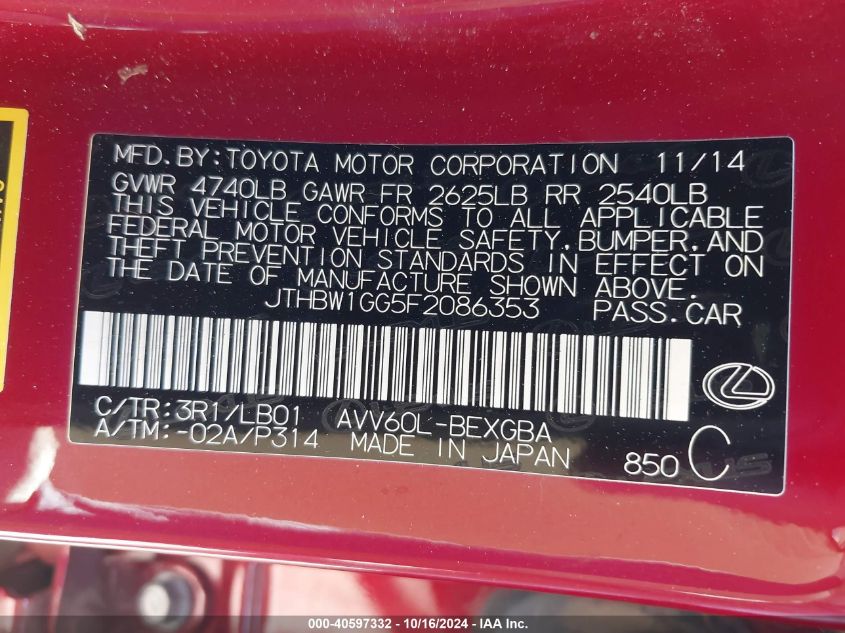 MFD.BY:TOYOTA MOTOR CORPORATION 11/14
GVWR 4740LB GAWR FR 2625LB RR 2540LB
THIS VEHICLE CONFORMS TO ALL APPLICABLE
FEDERAL MOTOR VEHICLE SAFETY,BUMPER,AND
THEFT PREVENTION STANDARDS IN EFFECT ON
THE DATE OF MANUFACTURE SHOWN ABOVE.
JTHBW1GG5F2086353 PASS.CAR
C/TR:3R1/LB01 AVV60L-BEXGBA
A/TM:-02A/P314 MADE IN JAPAN 850 C
000-40597332 / 10/16/2024 / IAA Inc.